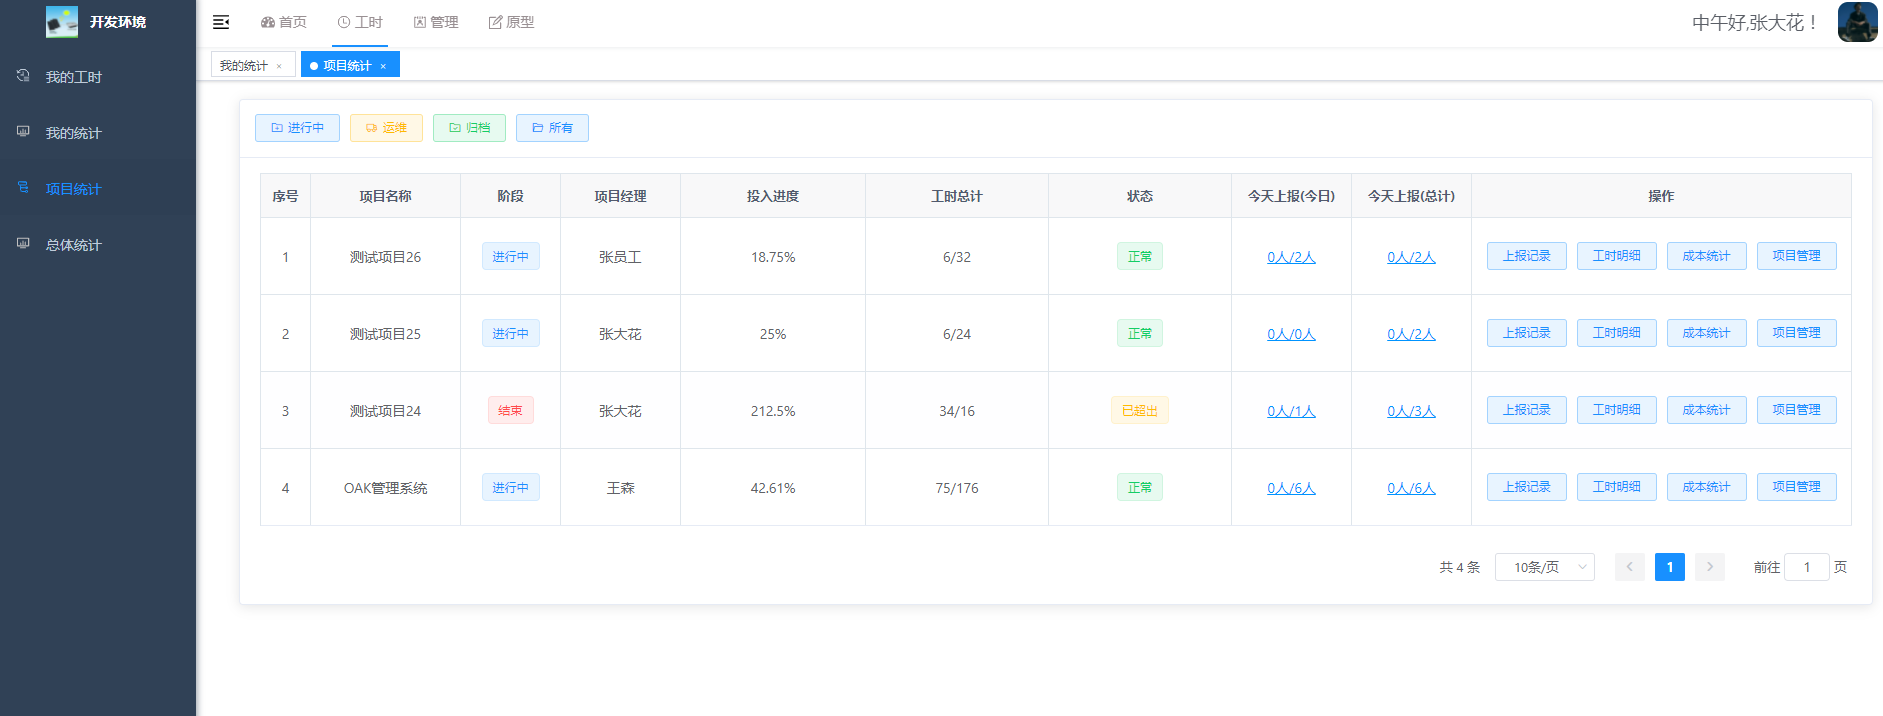 开发环境
首页 工时 管理 原型
中午好,张大花！
我的统计 ×
项目统计 ×
我的工时
我的统计
项目统计
总体统计
进行中 运维 归档 所有
序号 项目名称 阶段 项目经理 投入进度 工时总计 状态 今天上报(今日) 今天上报(总计) 操作
1 测试项目26 进行中 张员工 18.75% 6/32 正常 0人/2人 0人/2人 上报记录 工时明细 成本统计 项目管理
2 测试项目25 进行中 张大花 25% 6/24 正常 0人/0人 0人/2人 上报记录 工时明细 成本统计 项目管理
3 测试项目24 结束 张大花 212.5% 34/16 已超出 0人/1人 0人/3人 上报记录 工时明细 成本统计 项目管理
4 OAK管理系统 进行中 王森 42.61% 75/176 正常 0人/6人 0人/6人 上报记录 工时明细 成本统计 项目管理
共 4 条 10条/页 1 前往 1 页